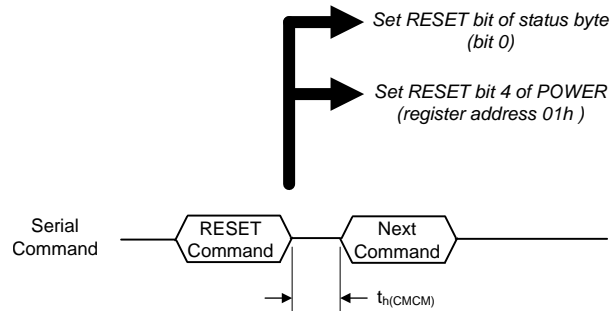 Set RESET bit of status byte
(bit 0)
Set RESET bit 4 of POWER
(register address 01h )
Serial
Command
RESET
Command
Next
Command
th(CMCM)